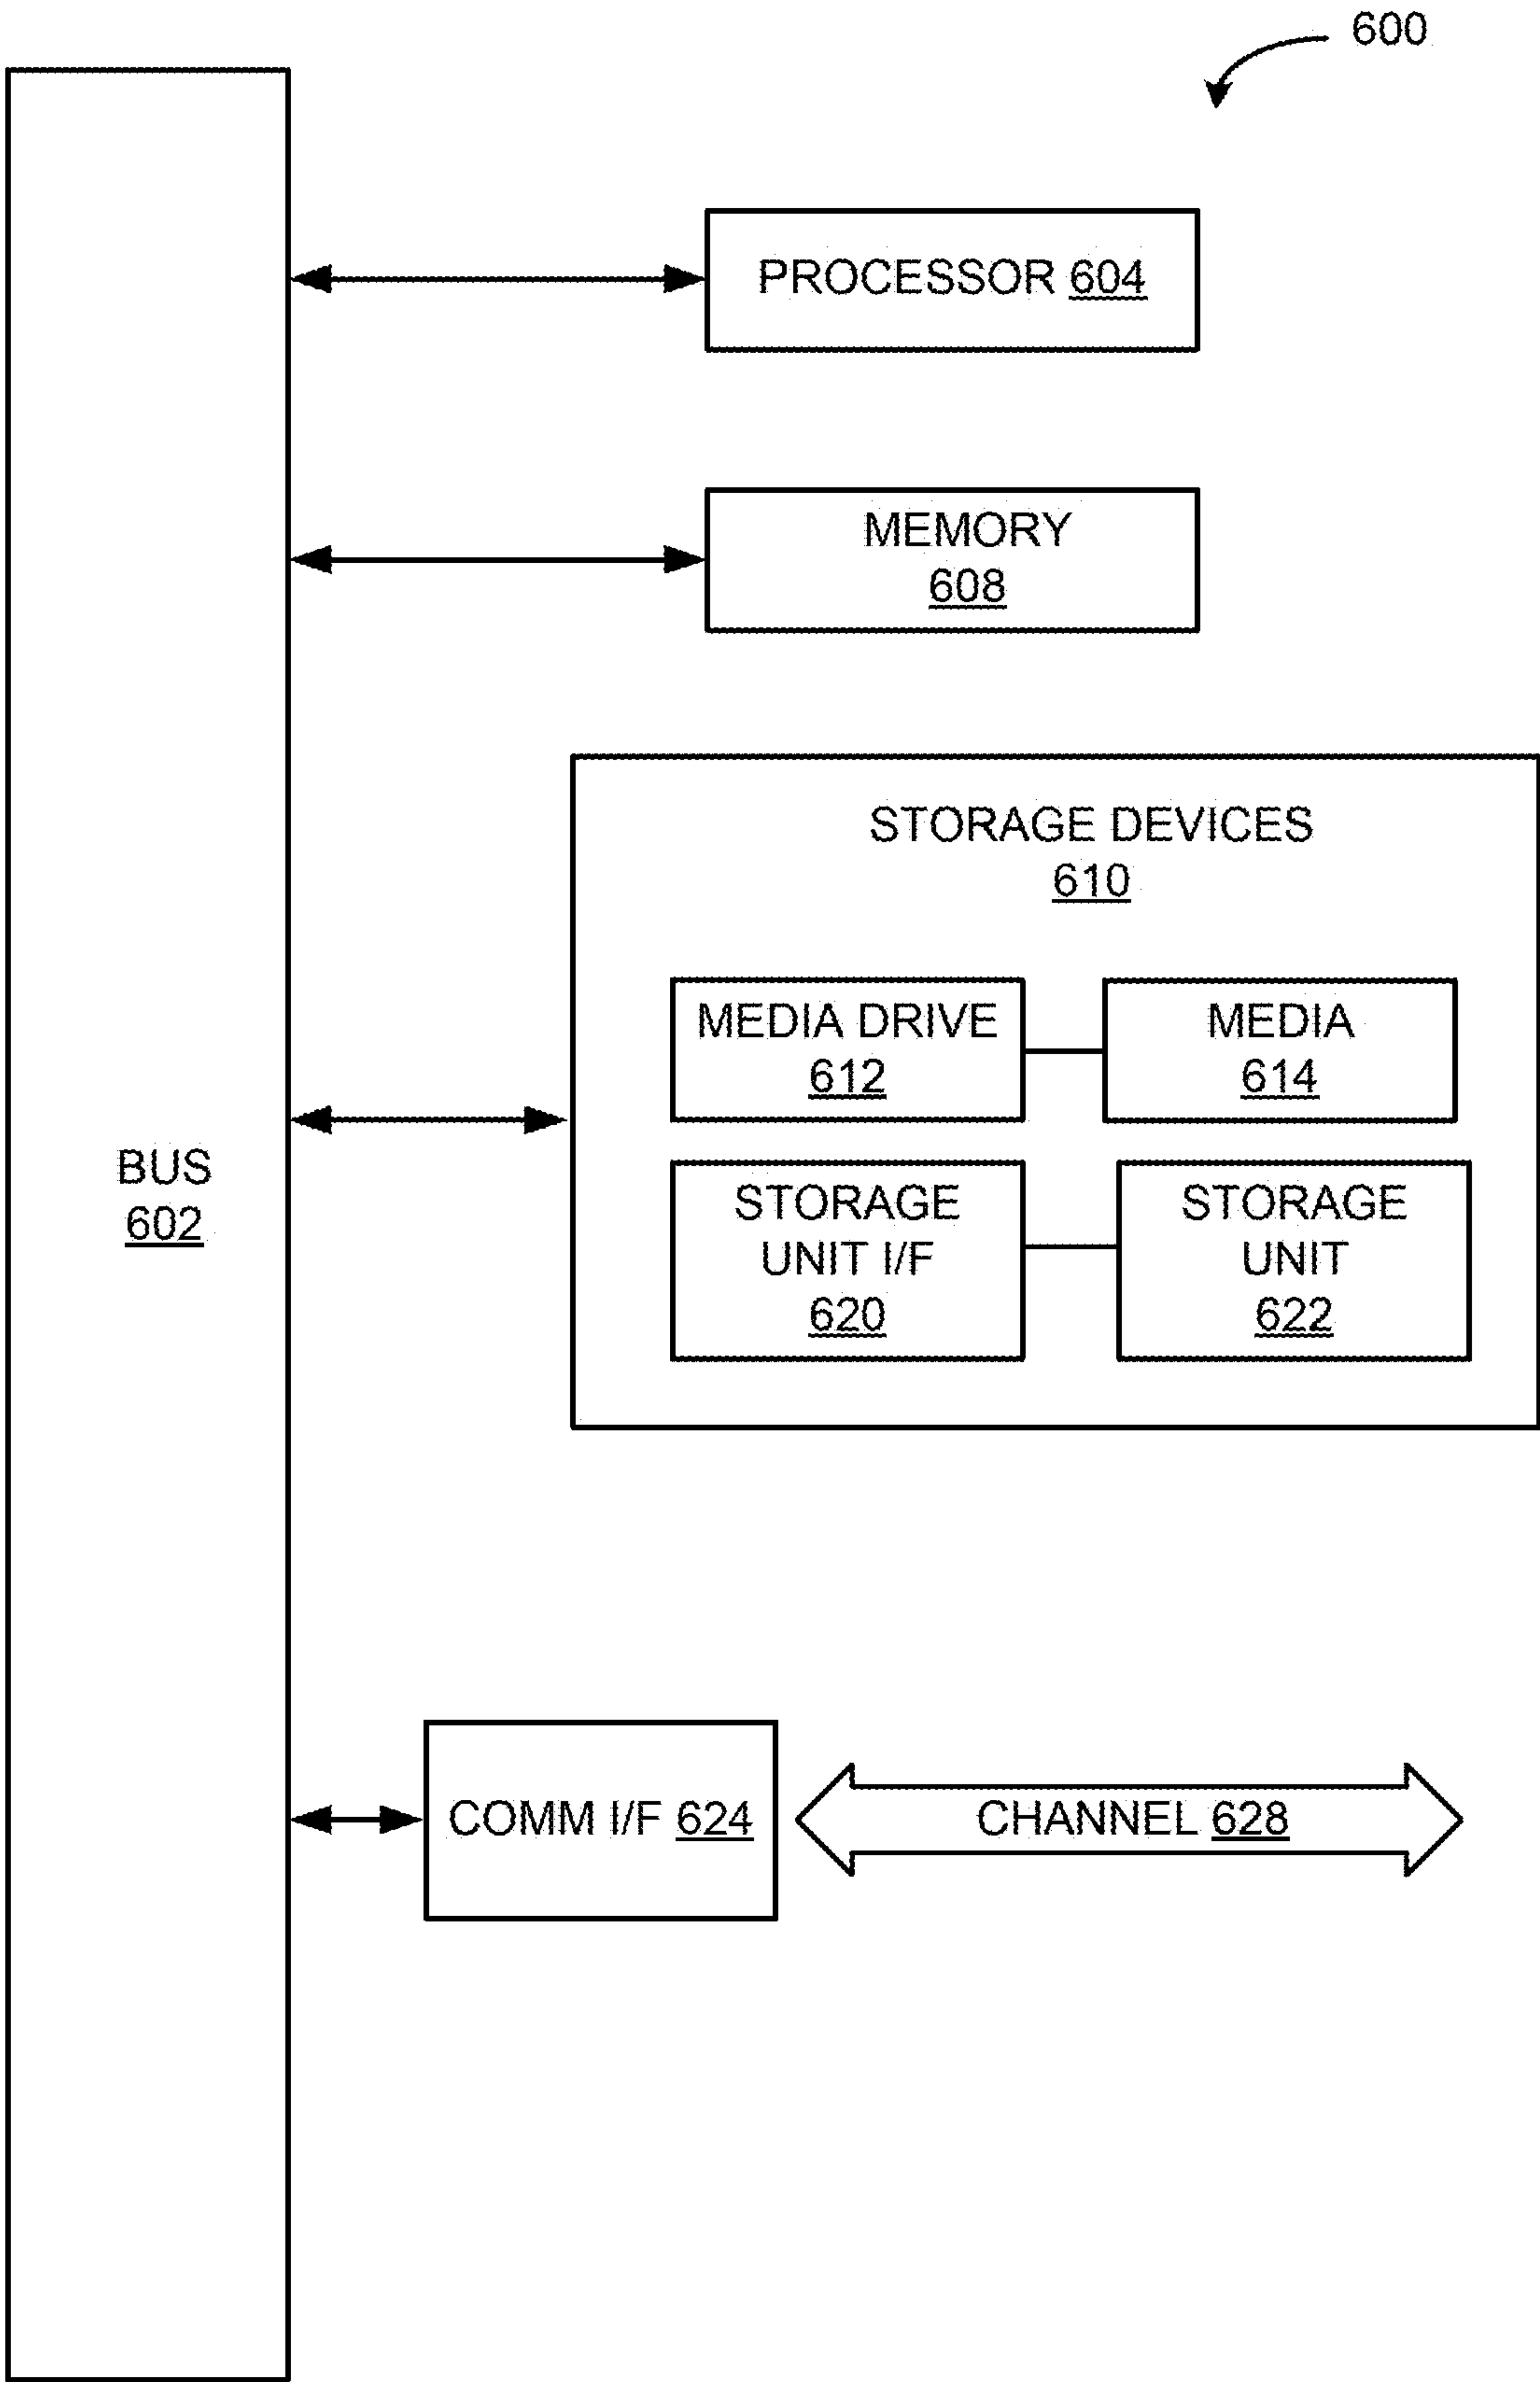 600
PROCESSOR 604
MEMORY
608
STORAGE DEVICES
610
MEDIA DRIVE
612
MEDIA
614
BUS
602
STORAGE
UNIT I/F
620
STORAGE
UNIT
622
COMM I/F 624
CHANNEL 628